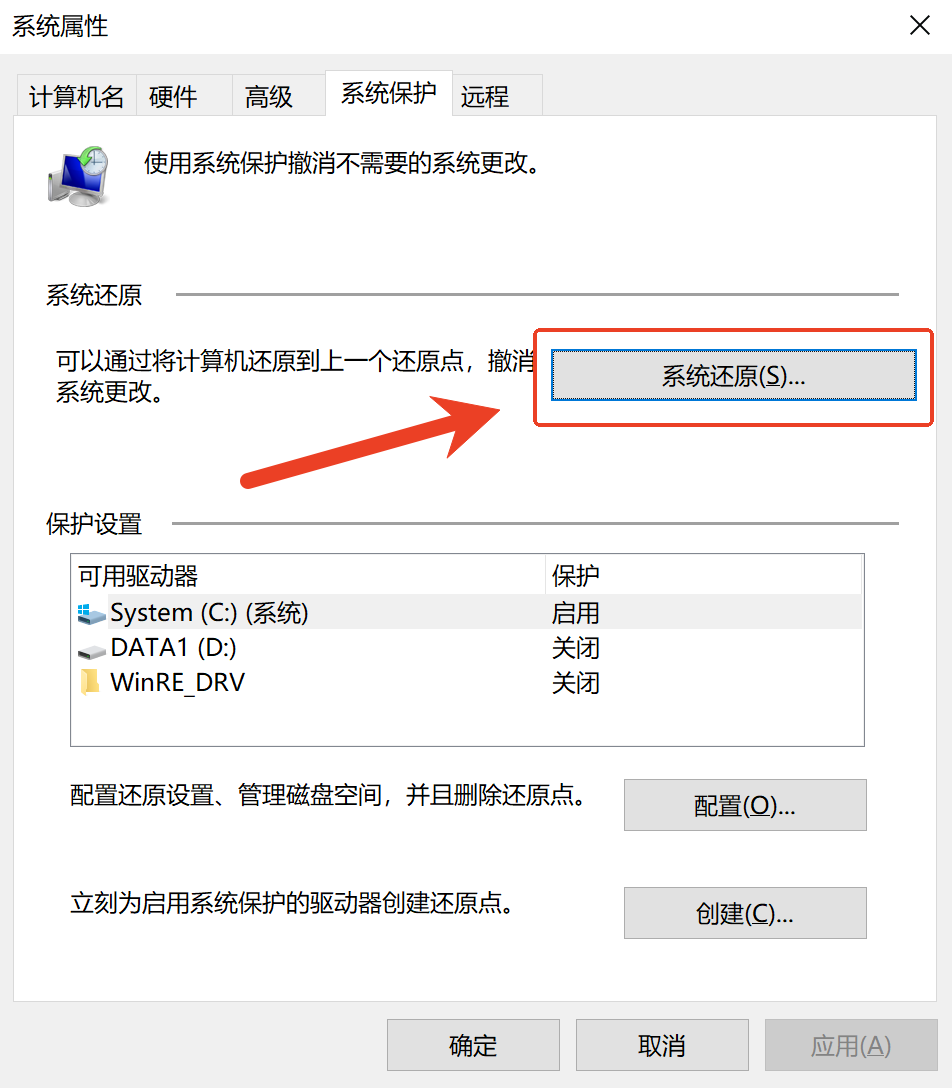 系统属性
计算机名 硬件 高级 系统保护 远程
使用系统保护撤消不需要的系统更改。
系统还原
可以通过将计算机还原到上一个还原点，撤消
系统更改。
系统还原(S)...
保护设置
可用驱动器 保护
System (C:) (系统) 启用
DATA1 (D:) 关闭
WinRE_DRV 关闭
配置还原设置、管理磁盘空间，并且删除还原点。
配置(O)...
立刻为启用系统保护的驱动器创建还原点。
创建(C)...
确定 取消 应用(A)